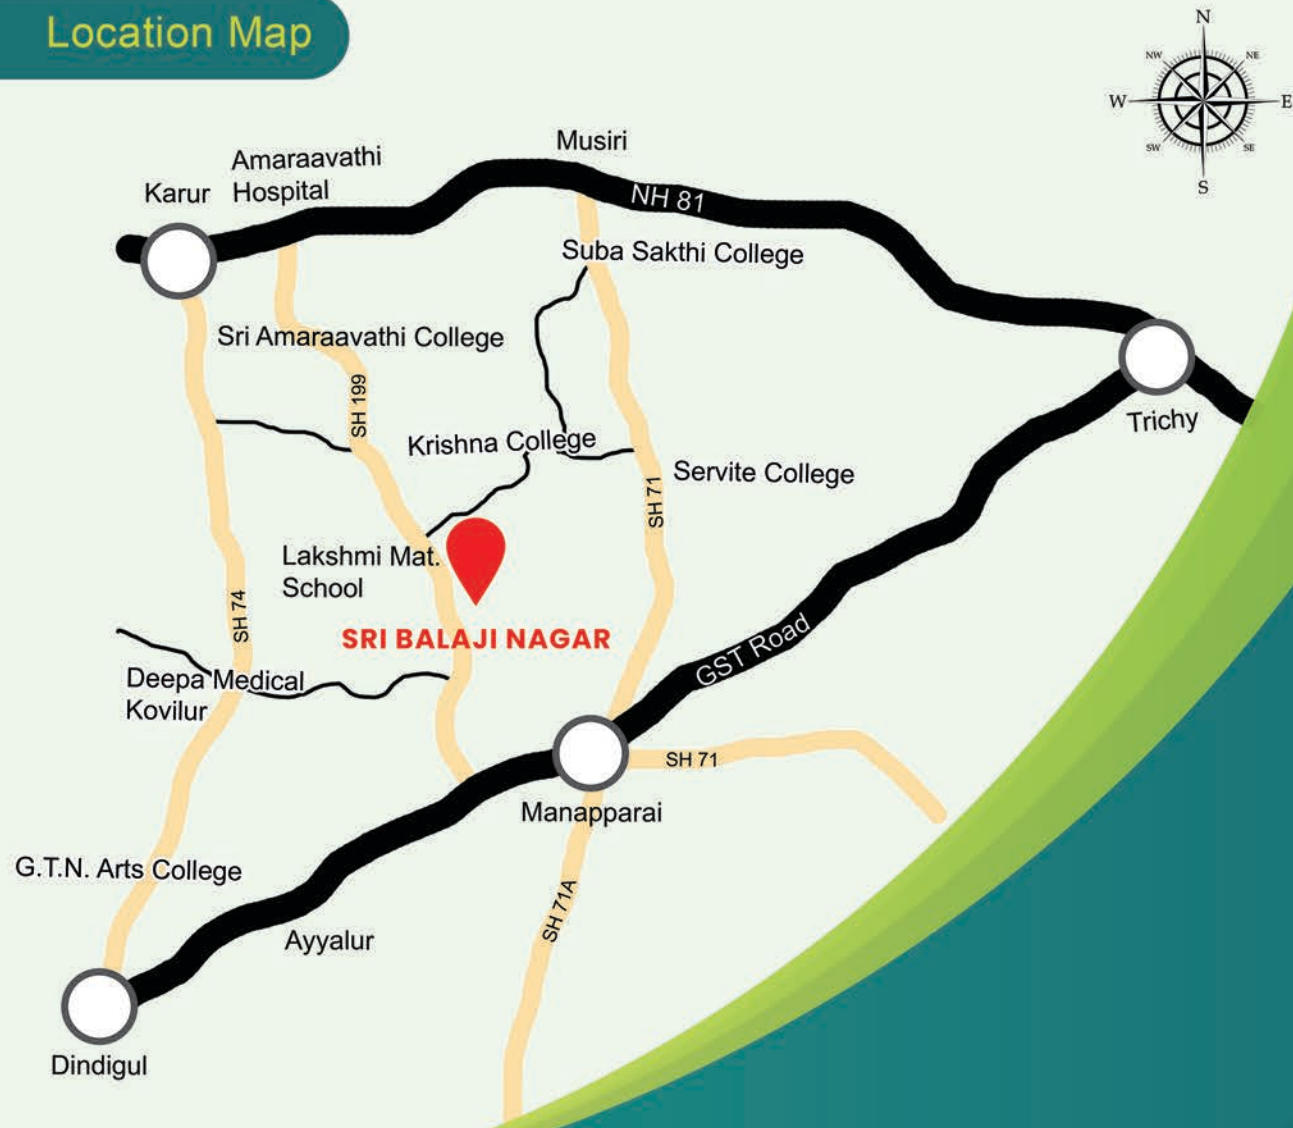 Location Map
N
NW
NE
W
E
SW
SE
S
Musiri
Amaraavathi
Hospital
Karur
NH 81
Suba Sakthi College
Sri Amaraavathi College
SH 199
Trichy
Krishna College
Servite College
SH 71
Lakshmi Mat.
School
SH 74
SRI BALAJI NAGAR
GST Road
Deepa Medical
Kovilur
SH 71
Manapparai
G.T.N. Arts College
SH 71A
Ayyalur
Dindigul